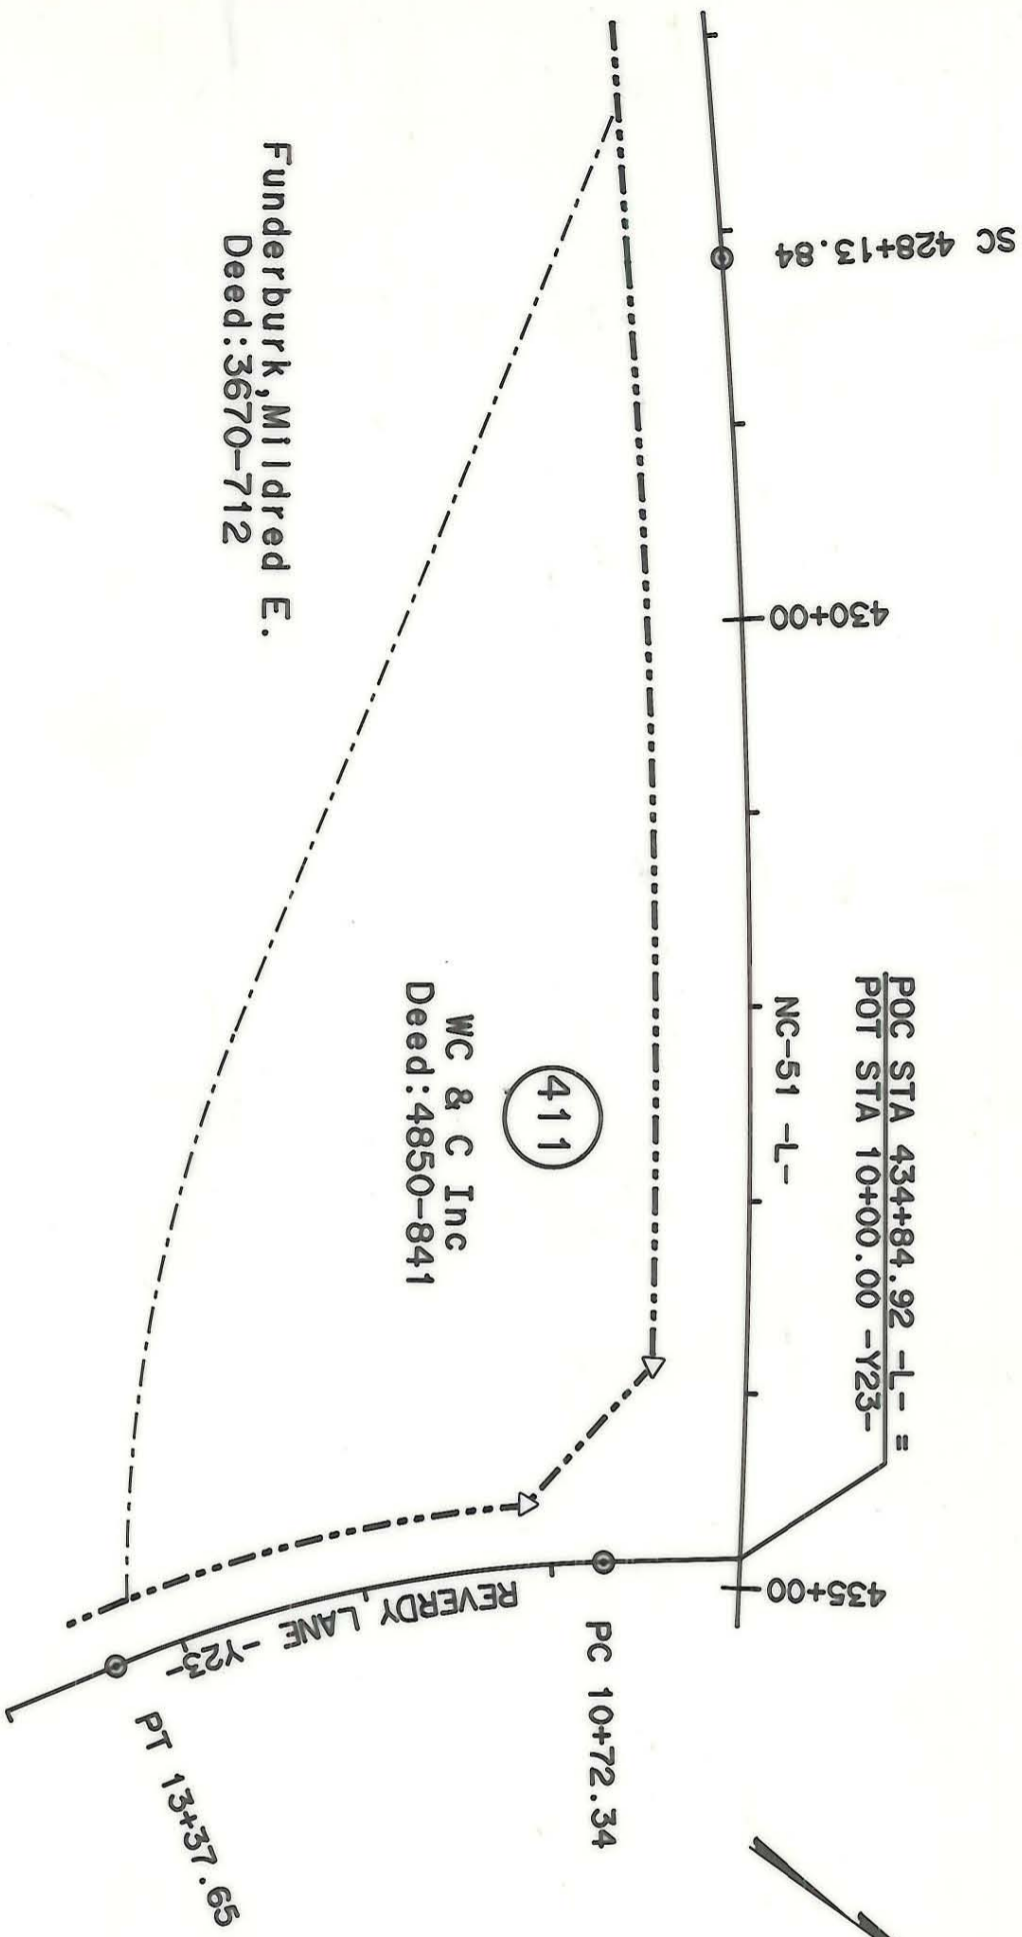 SC 428+13.84
430+00
POC STA 434+84.92 -L- =
POT STA 10+00.00 -Y23-
NC-51 -L-
435+00
411
WC & C Inc
Deed:4850-841
Funderburk,Mildred E.
Deed:3670-712
REVERDY LANE -Y23-
PC 10+72.34
PT 13+37.65